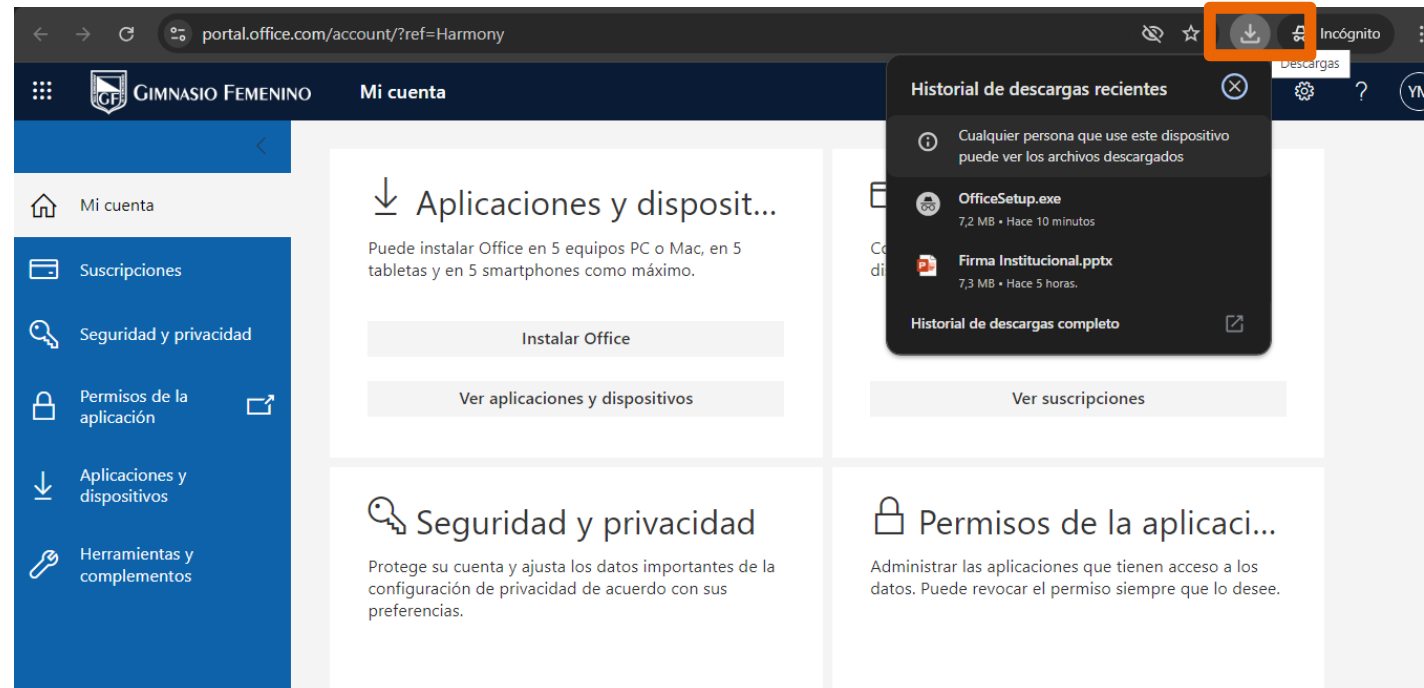 portal.office.com/account/?ref=Harmony
Incógnito
Descargas
GF
GIMNASIO FEMENINO
Mi cuenta
?
YM
Historial de descargas recientes
Cualquier persona que use este dispositivo
puede ver los archivos descargados
OfficeSetup.exe
7,2 MB • Hace 10 minutos
Firma Institucional.pptx
7,3 MB • Hace 5 horas.
Historial de descargas completo
Mi cuenta
Suscripciones
Seguridad y privacidad
Permisos de la
aplicación
Aplicaciones y
dispositivos
Herramientas y
complementos
Aplicaciones y disposit...
Puede instalar Office en 5 equipos PC o Mac, en 5
tabletas y en 5 smartphones como máximo.
Instalar Office
Ver aplicaciones y dispositivos
Ver suscripciones
Seguridad y privacidad
Protege su cuenta y ajusta los datos importantes de la
configuración de privacidad de acuerdo con sus
preferencias.
Permisos de la aplicaci...
Administrar las aplicaciones que tienen acceso a los
datos. Puede revocar el permiso siempre que lo desee.